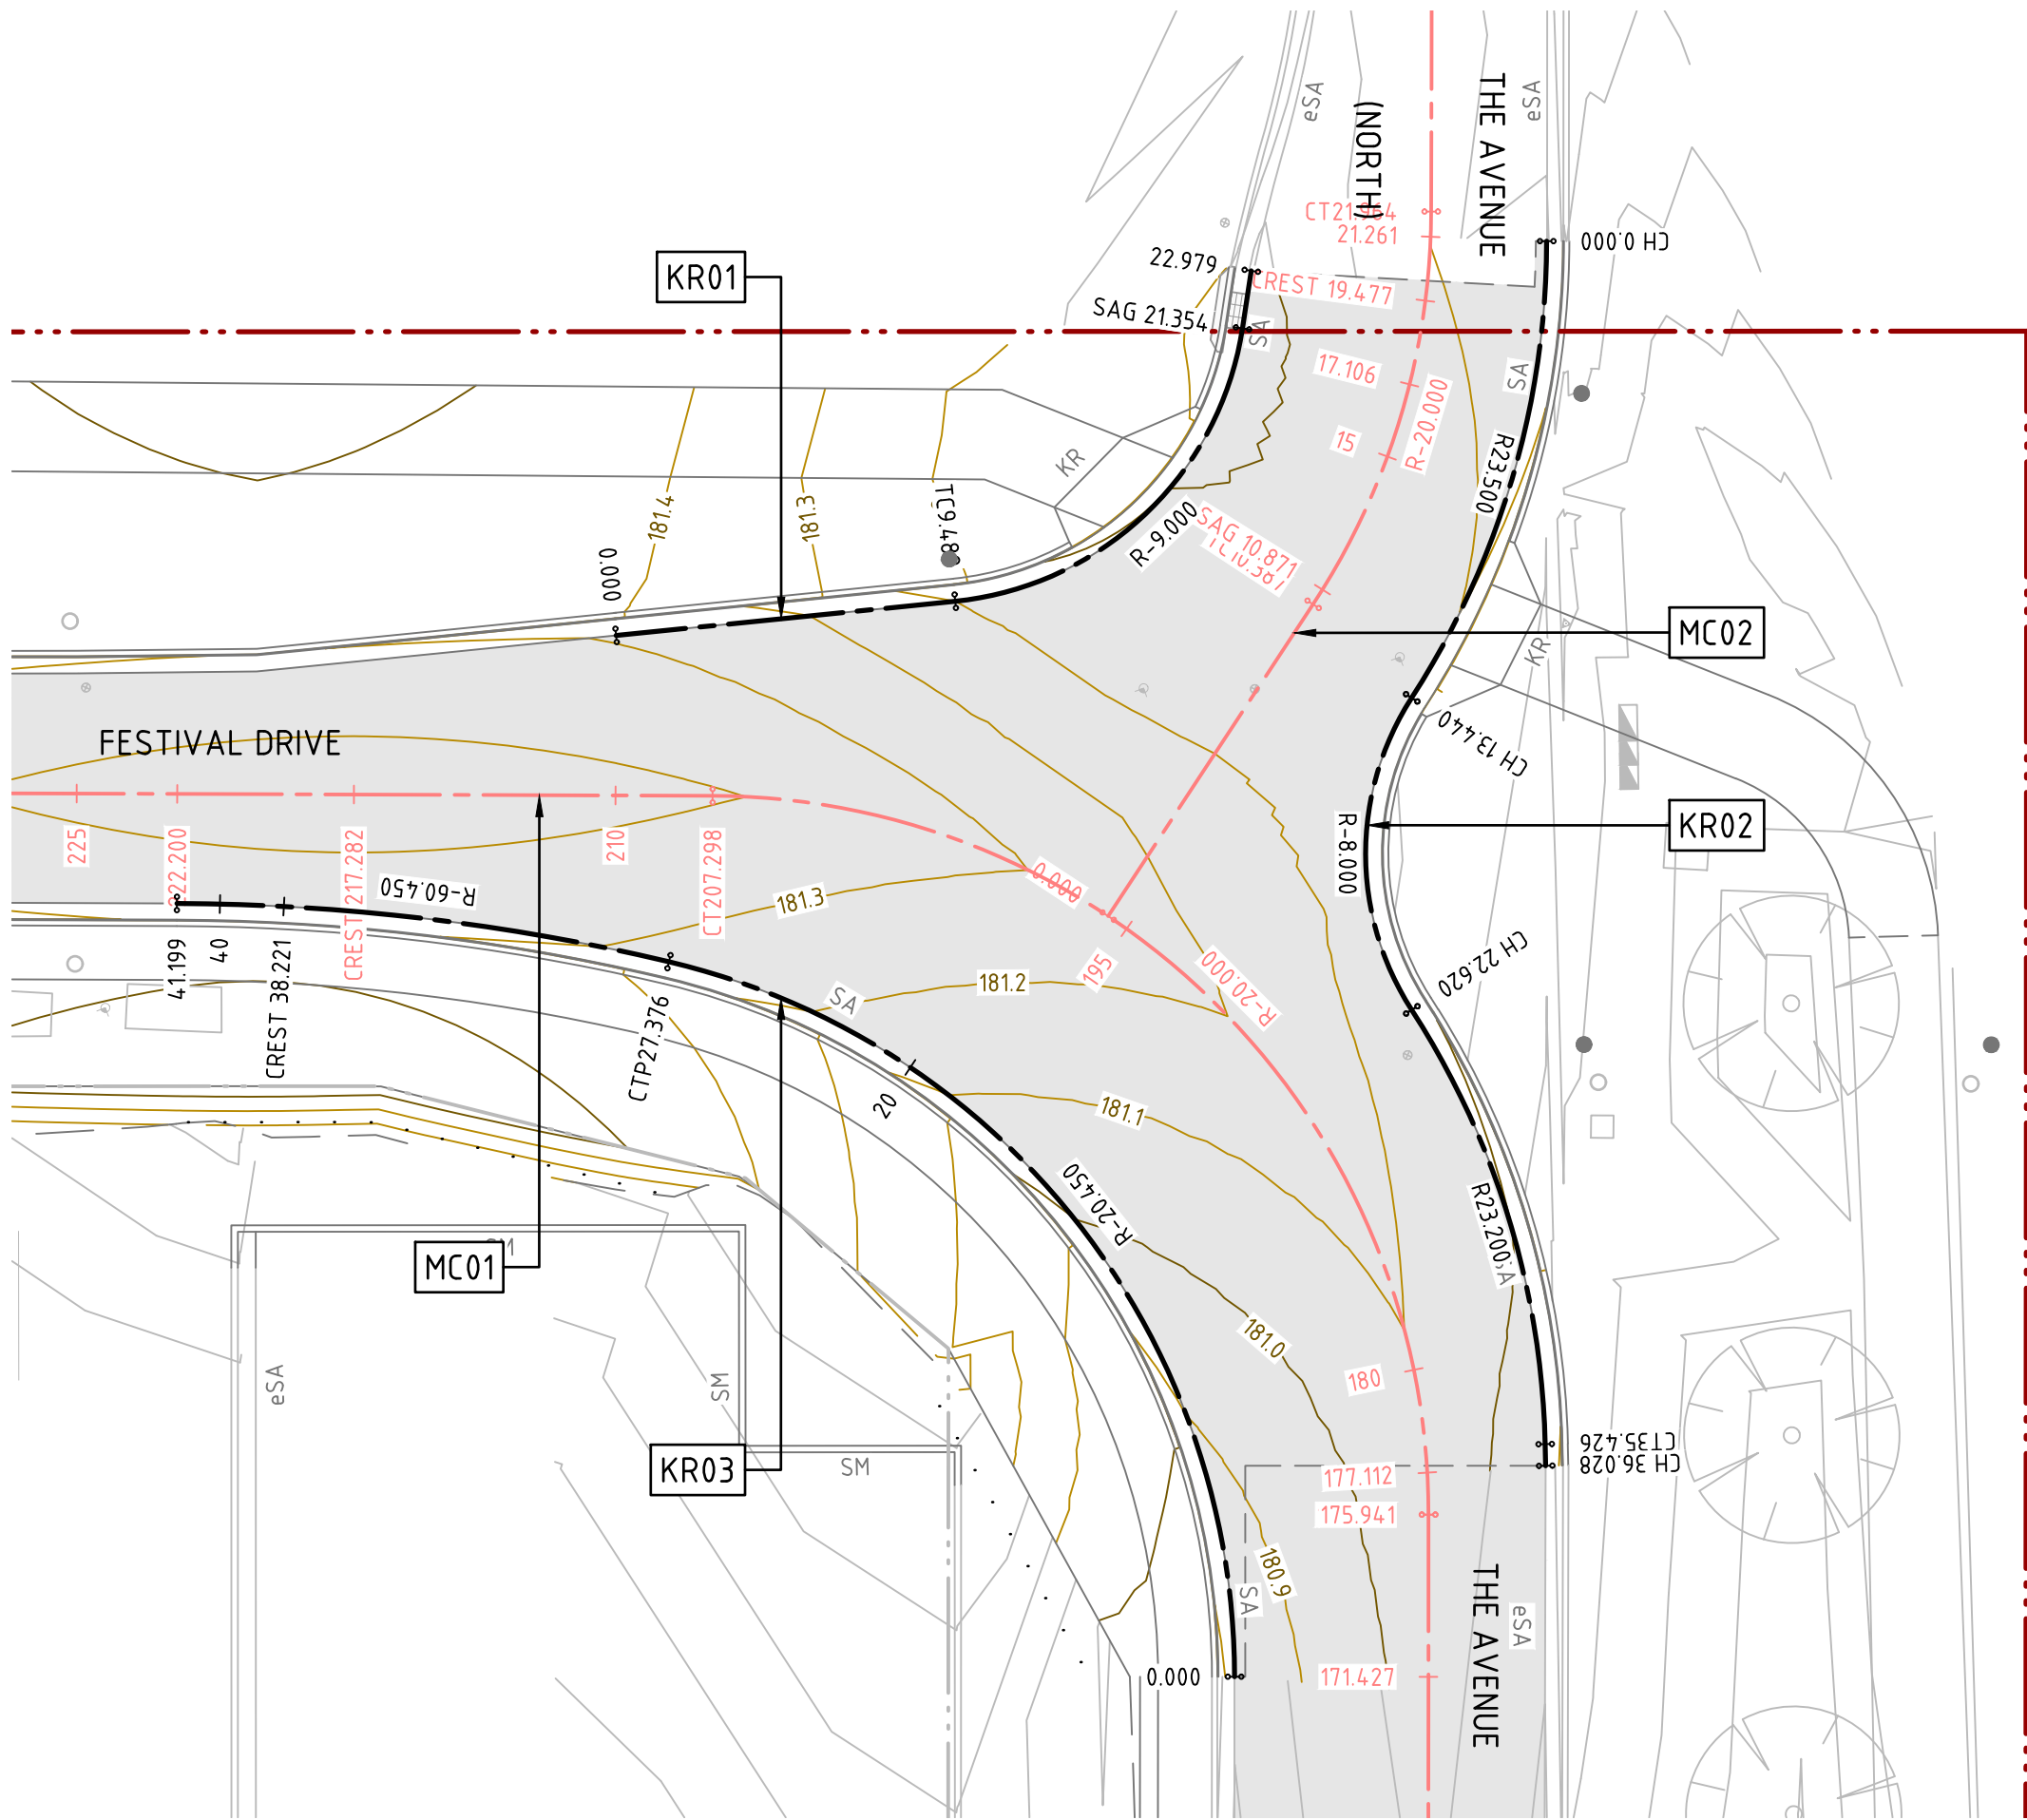 THE AVENUE
(NORTH)
eSA
eSA
21.261
CH 0.000
KR01
22.979
CREST 19.477
SAG 21.354
SA
17.106
SA
R-20.000
15
KR
R23.500
181.4
181.3
R-9.000
SAG 10.871
0.000
MC02
KR
FESTIVAL DRIVE
CH 13.440
KR02
R-8.000
225
222.200
CREST 217.282
210
CT207.298
R-60.450
181.3
0.000
195
R-20.000
CH 22.620
41.199
40
CREST 38.221
CTP27.376
SA
181.2
20
181.1
R-20.450
R23.200
MC01
181.0
180
eSA
SM
SM
KR03
CT35.426
CH 36.028
177.112
175.941
180.9
SA
eSA
THE AVENUE
0.000
171.427